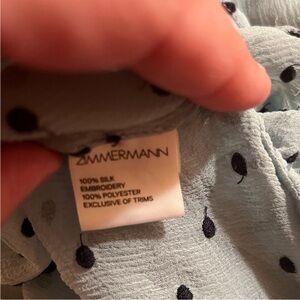 ZIMMERMANN
100% SILK
EMBROIDERY
100% POLYESTER
EXCLUSIVE OF TRIMS